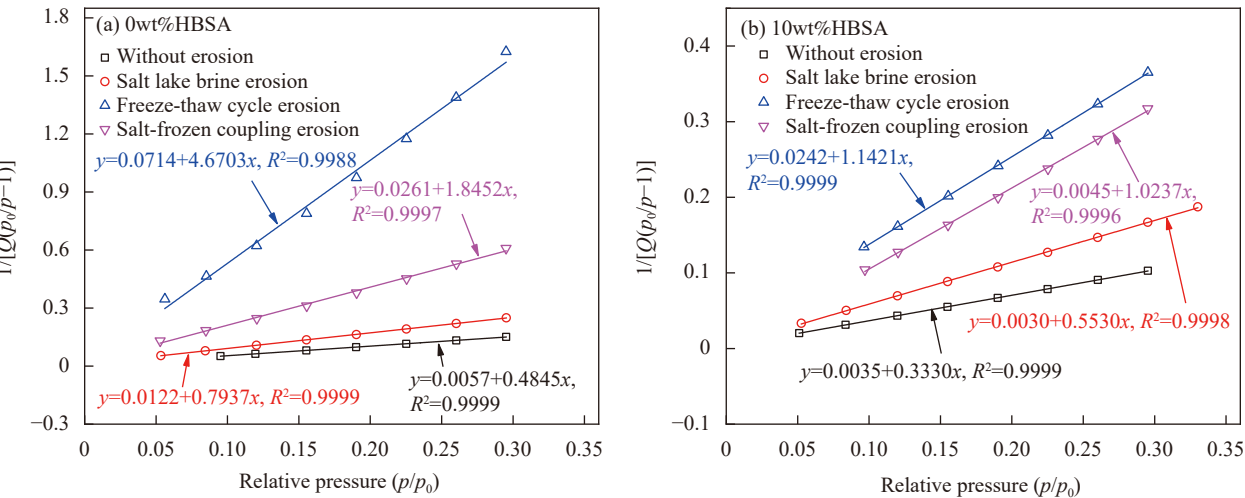 (a) 0wt%HBSA
Without erosion
Salt lake brine erosion
Freeze-thaw cycle erosion
Salt-frozen coupling erosion
y=0.0714+4.6703x, R²=0.9988
y=0.0261+1.8452x,
R²=0.9997
y=0.0122+0.7937x, R²=0.9999
y=0.0057+0.4845x,
R²=0.9999
1.8
1.5
1.2
0.9
0.6
0.3
0
−0.3
1/[Q(p₀/p−1)]
0
0.05
0.10
0.15
0.20
0.25
0.30
0.35
Relative pressure (p/p₀)
(b) 10wt%HBSA
Without erosion
Salt lake brine erosion
Freeze-thaw cycle erosion
Salt-frozen coupling erosion
y=0.0242+1.1421x,
R²=0.9999
y=0.0045+1.0237x,
R²=0.9996
y=0.0030+0.5530x, R²=0.9998
y=0.0035+0.3330x, R²=0.9999
0.4
0.3
0.2
0.1
0
−0.1
1/[Q(p₀/p−1)]
0
0.05
0.10
0.15
0.20
0.25
0.30
0.35
Relative pressure (p/p₀)